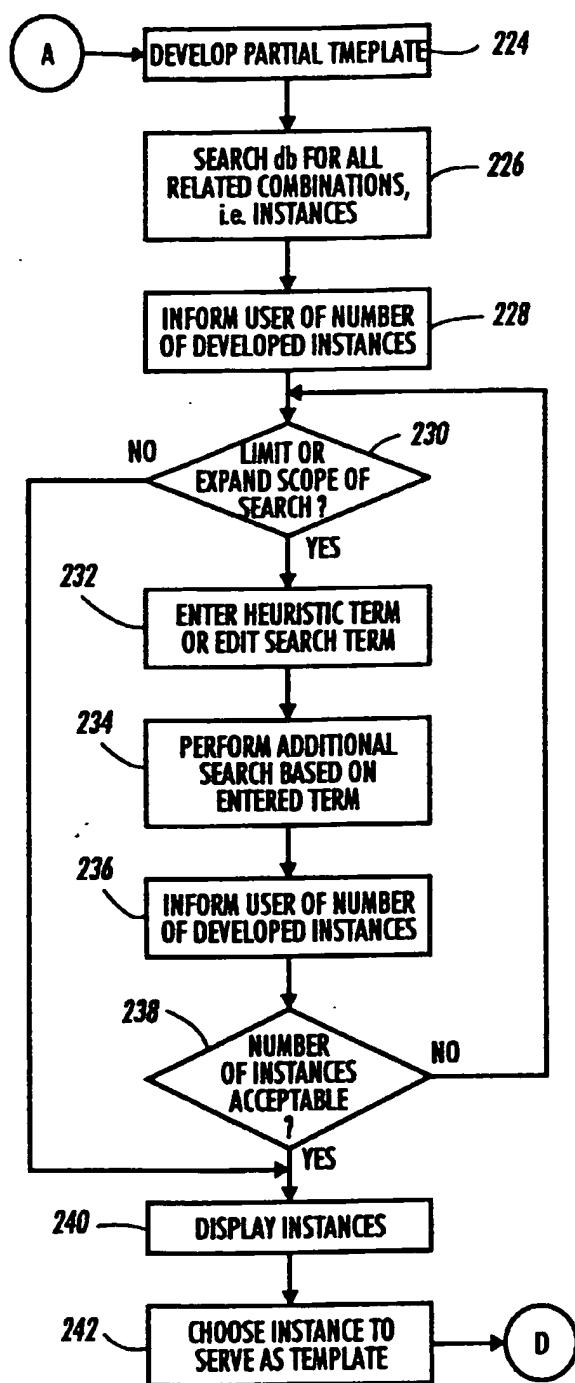 A
DEVELOP PARTIAL TMEPLATE
224
SEARCH db FOR ALL
RELATED COMBINATIONS,
i.e. INSTANCES
226
INFORM USER OF NUMBER
OF DEVELOPED INSTANCES
228
NO
LIMIT OR
EXPAND SCOPE OF
SEARCH ?
230
YES
232
ENTER HEURISTIC TERM
OR EDIT SEARCH TERM
234
PERFORM ADDITIONAL
SEARCH BASED ON
ENTERED TERM
236
INFORM USER OF NUMBER
OF DEVELOPED INSTANCES
238
NUMBER
OF INSTANCES
ACCEPTABLE
?
NO
YES
240
DISPLAY INSTANCES
242
CHOOSE INSTANCE TO
SERVE AS TEMPLATE
D